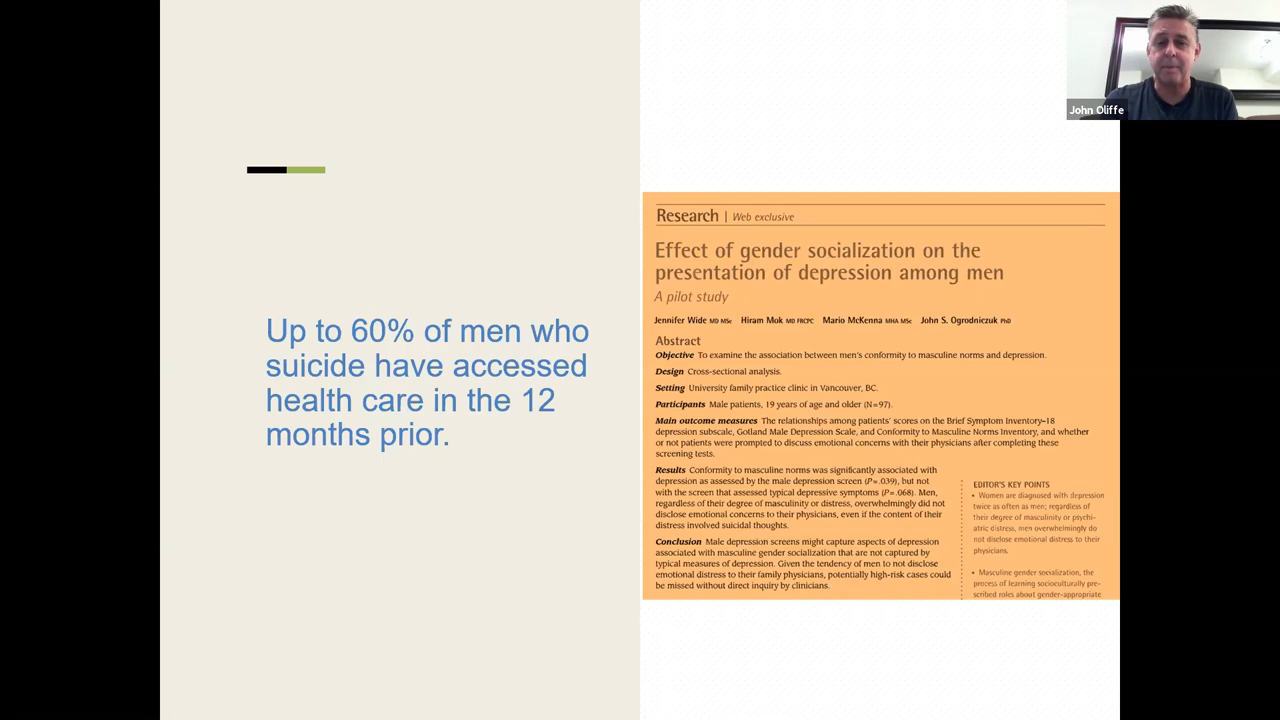 John Oliffe
Up to 60% of men who
suicide have accessed
health care in the 12
months prior.
Research | Web exclusive
Effect of gender socialization on the
presentation of depression among men
A pilot study
Jennifer Wide MD MSc Hiram Mok MD FRCPC Mario McKenna MHA MSc John S. Ogrodniczuk PhD
Abstract
Objective To examine the association between men's conformity to masculine norms and depression.
Design Cross-sectional analysis.
Setting University family practice clinic in Vancouver, BC.
Participants Male patients, 19 years of age and older (N=97).
Main outcome measures The relationships among patients' scores on the Brief Symptom Inventory–18
depression subscale, Gotland Male Depression Scale, and Conformity to Masculine Norms Inventory, and whether
or not patients were prompted to discuss emotional concerns with their physicians after completing these
screening tests.
Results Conformity to masculine norms was significantly associated with
depression as assessed by the male depression screen (P=.039), but not
with the screen that assessed typical depressive symptoms (P=.068). Men,
regardless of their degree of masculinity or distress, overwhelmingly did not
disclose emotional concerns to their physicians, even if the content of their
distress involved suicidal thoughts.
Conclusion Male depression screens might capture aspects of depression
associated with masculine gender socialization that are not captured by
typical measures of depression. Given the tendency of men to not disclose
emotional distress to their family physicians, potentially high-risk cases could
be missed without direct inquiry by clinicians.
EDITOR'S KEY POINTS
• Women are diagnosed with depression
twice as often as men; regardless of
their degree of masculinity or psychi-
atric distress, men overwhelmingly do
not disclose emotional distress to their
physicians.
• Masculine gender socialization, the
process of learning socioculturally pre-
scribed roles about gender-appropriate